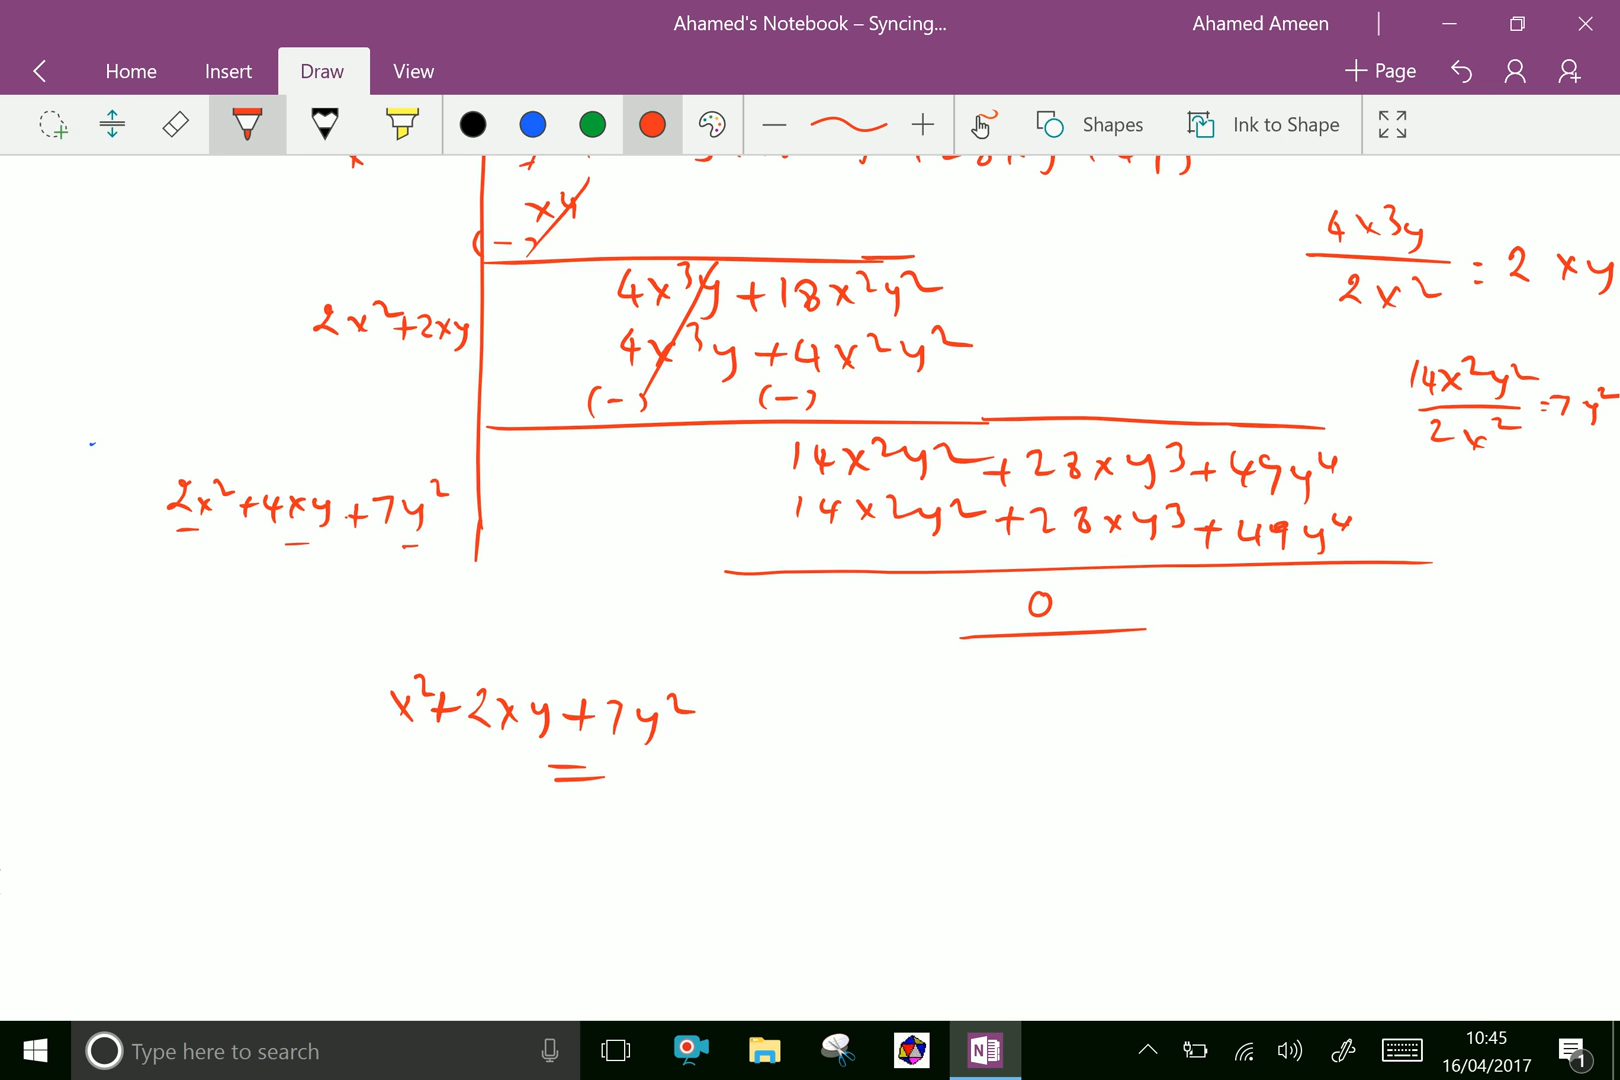 Ahamed's Notebook – Syncing...
Ahamed Ameen
Home Insert Draw View
Page
Shapes
Ink to Shape
xy
(-)
4x³y
2x²
= 2xy
4x³y + 18x²y²
2x² + 2xy
4x³y + 4x²y²
(-) (-)
14x²y²
2x²
= 7y²
14x²y² + 28xy³ + 49y⁴
2x² + 4xy + 7y²
14x²y² + 28xy³ + 49y⁴
0
x² + 2xy + 7y²
Type here to search
10:45
16/04/2017
1